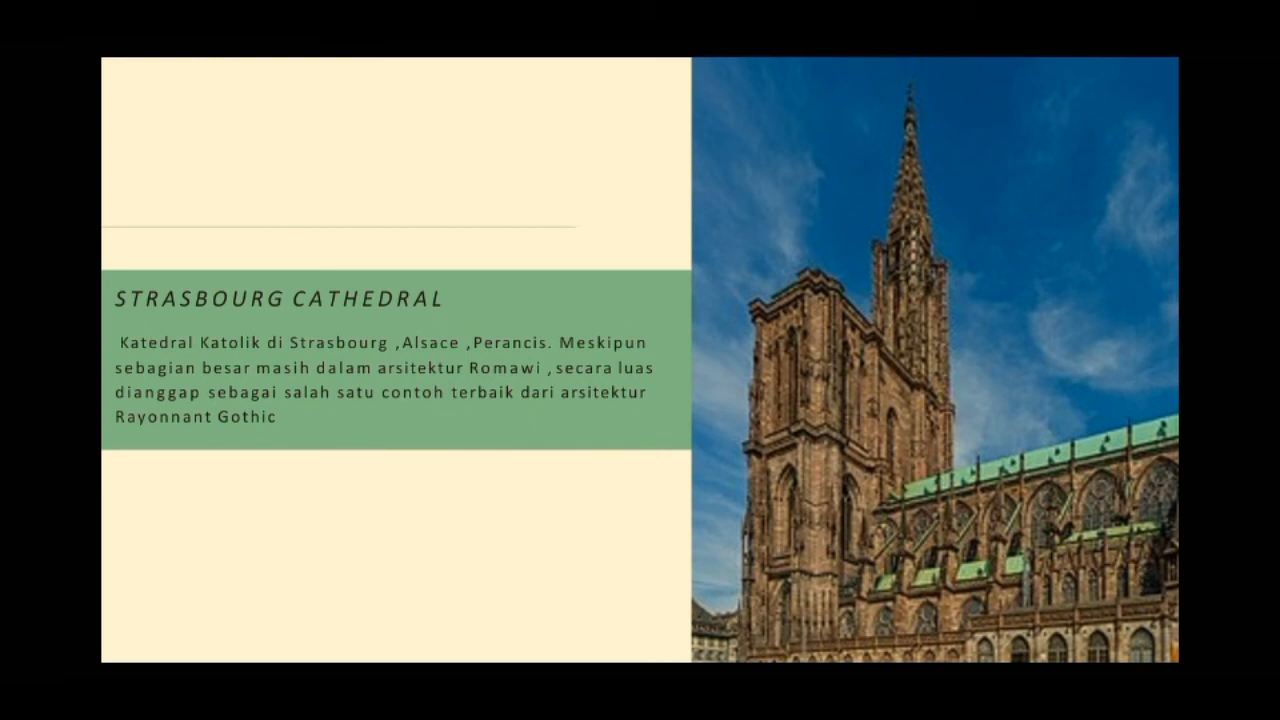 STRASBOURG CATHEDRAL
Katedral Katolik di Strasbourg ,Alsace ,Perancis. Meskipun
sebagian besar masih dalam arsitektur Romawi , secara luas
dianggap sebagai salah satu contoh terbaik dari arsitektur
Rayonnant Gothic